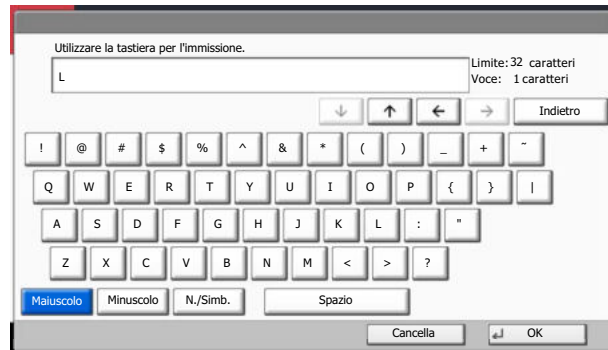 Utilizzare la tastiera per l'immissione.
L
Limite: 32 caratteri
Voce: 1 caratteri
↓ ↑ ← → Indietro
! @ # $ % ^ & * ( ) _ + ~
Q W E R T Y U I O P { } |
A S D F G H J K L : "
Z X C V B N M < > ?
Maiuscolo Minuscolo N./Simb. Spazio
Cancella OK